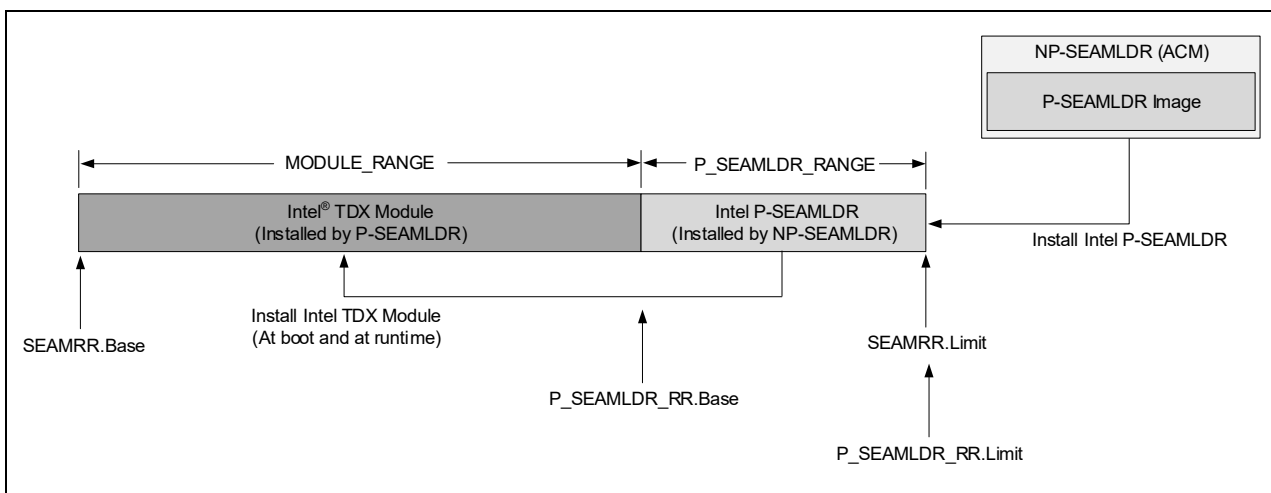 NP-SEAMLDR (ACM)
P-SEAMLDR Image
MODULE_RANGE
P_SEAMLDR_RANGE
Intel® TDX Module
(Installed by P-SEAMLDR)
Intel P-SEAMLDR
(Installed by NP-SEAMLDR)
Install Intel P-SEAMLDR
Install Intel TDX Module
(At boot and at runtime)
SEAMRR.Base
SEAMRR.Limit
P_SEAMLDR_RR.Base
P_SEAMLDR_RR.Limit